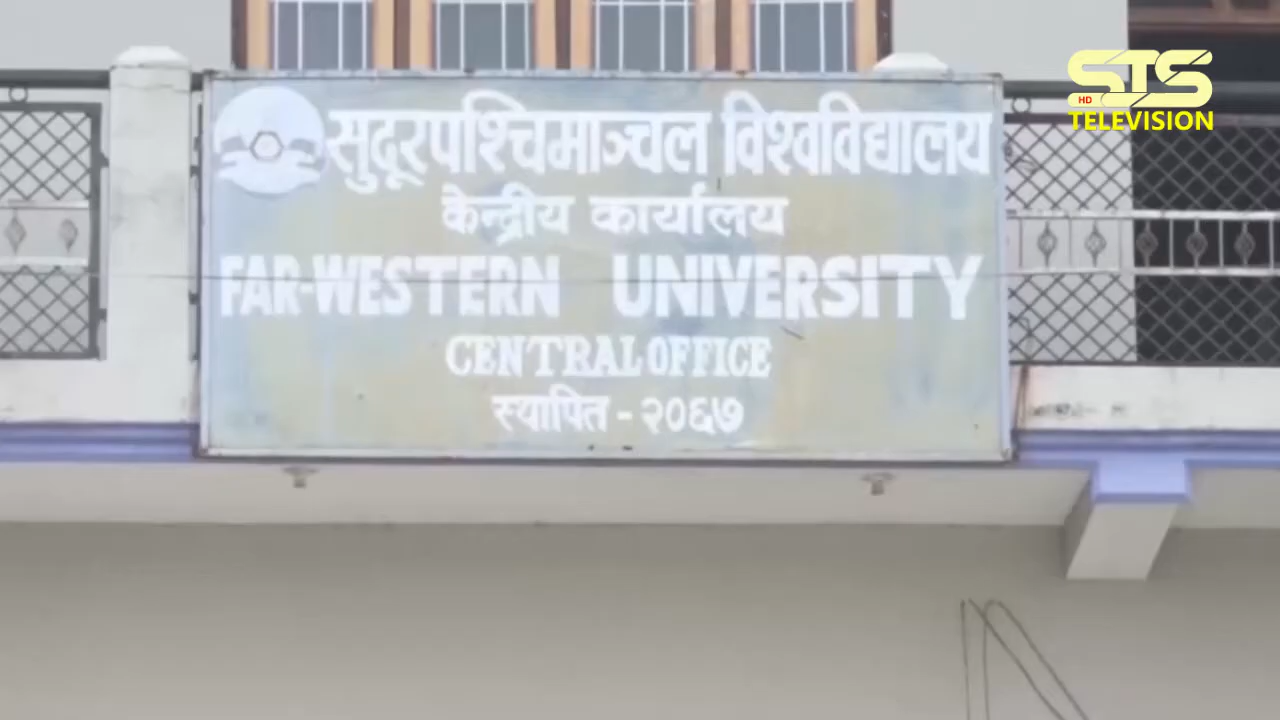 सुदूरपश्चिमाञ्चल विश्वविद्यालय
केन्द्रीय कार्यालय
FAR-WESTERN UNIVERSITY
CENTRAL OFFICE
स्थापित - २०६७
STS
HD
TELEVISION